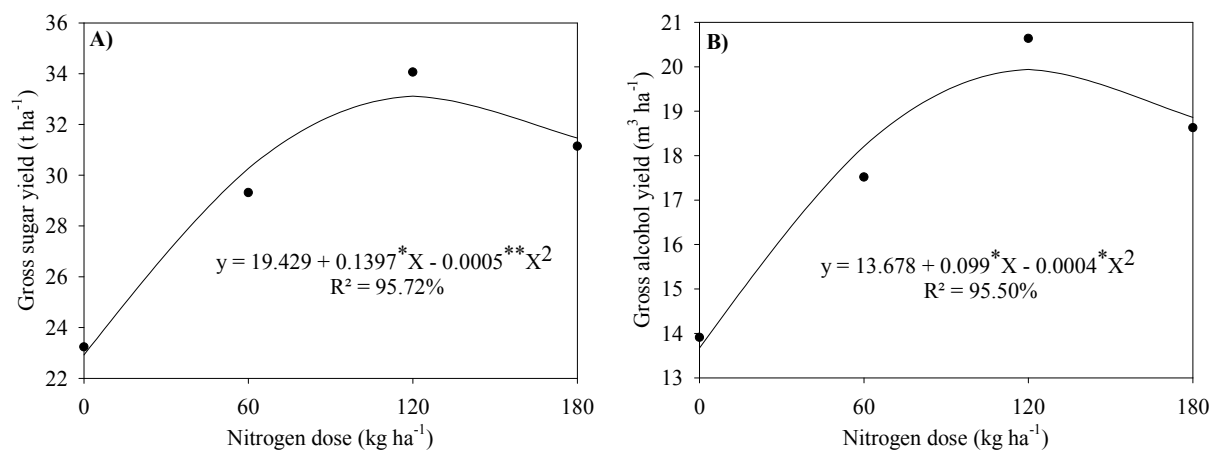 A)
Gross sugar yield (t ha⁻¹)
36
34
32
30
28
26
24
22
y = 19.429 + 0.1397*X - 0.0005**X²
R² = 95.72%
0
60
120
180
Nitrogen dose (kg ha⁻¹)
B)
Gross alcohol yield (m³ ha⁻¹)
21
20
19
18
17
16
15
14
13
y = 13.678 + 0.099*X - 0.0004*X²
R² = 95.50%
0
60
120
180
Nitrogen dose (kg ha⁻¹)